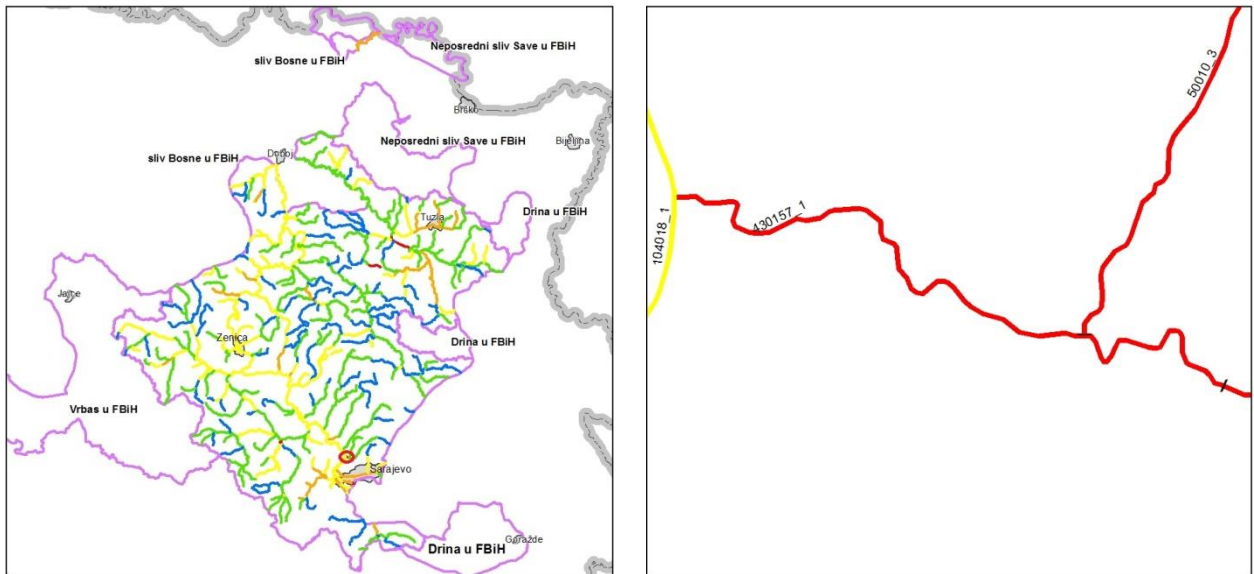 Neposredni sliv Save u FBiH
sliv Bosne u FBiH
Brčko
Bijeljina
Neposredni sliv Save u FBiH
sliv Bosne u FBiH
Doboj
Drina u FBiH
Tuzla
Jajce
Zenica
Drina u FBiH
Vrbas u FBiH
Sarajevo
Drina u FBiH
Goražde
50010_3
104018_1
430157_1